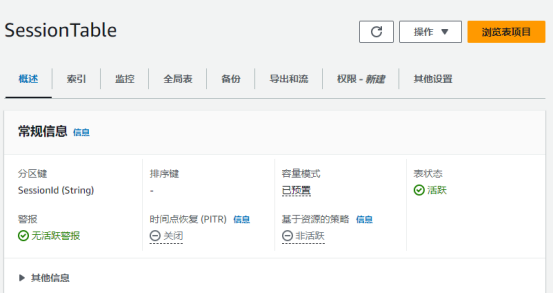 SessionTable
操作 ▼ 浏览表项目
概述 索引 监控 全局表 备份 导出和流 权限 - 新建 其他设置
常规信息 信息
分区键 排序键 容量模式 表状态
SessionId (String) - 已预置 活跃
警报 时间点恢复 (PITR) 信息 基于资源的策略 信息
无活跃警报 关闭 非活跃
▶ 其他信息